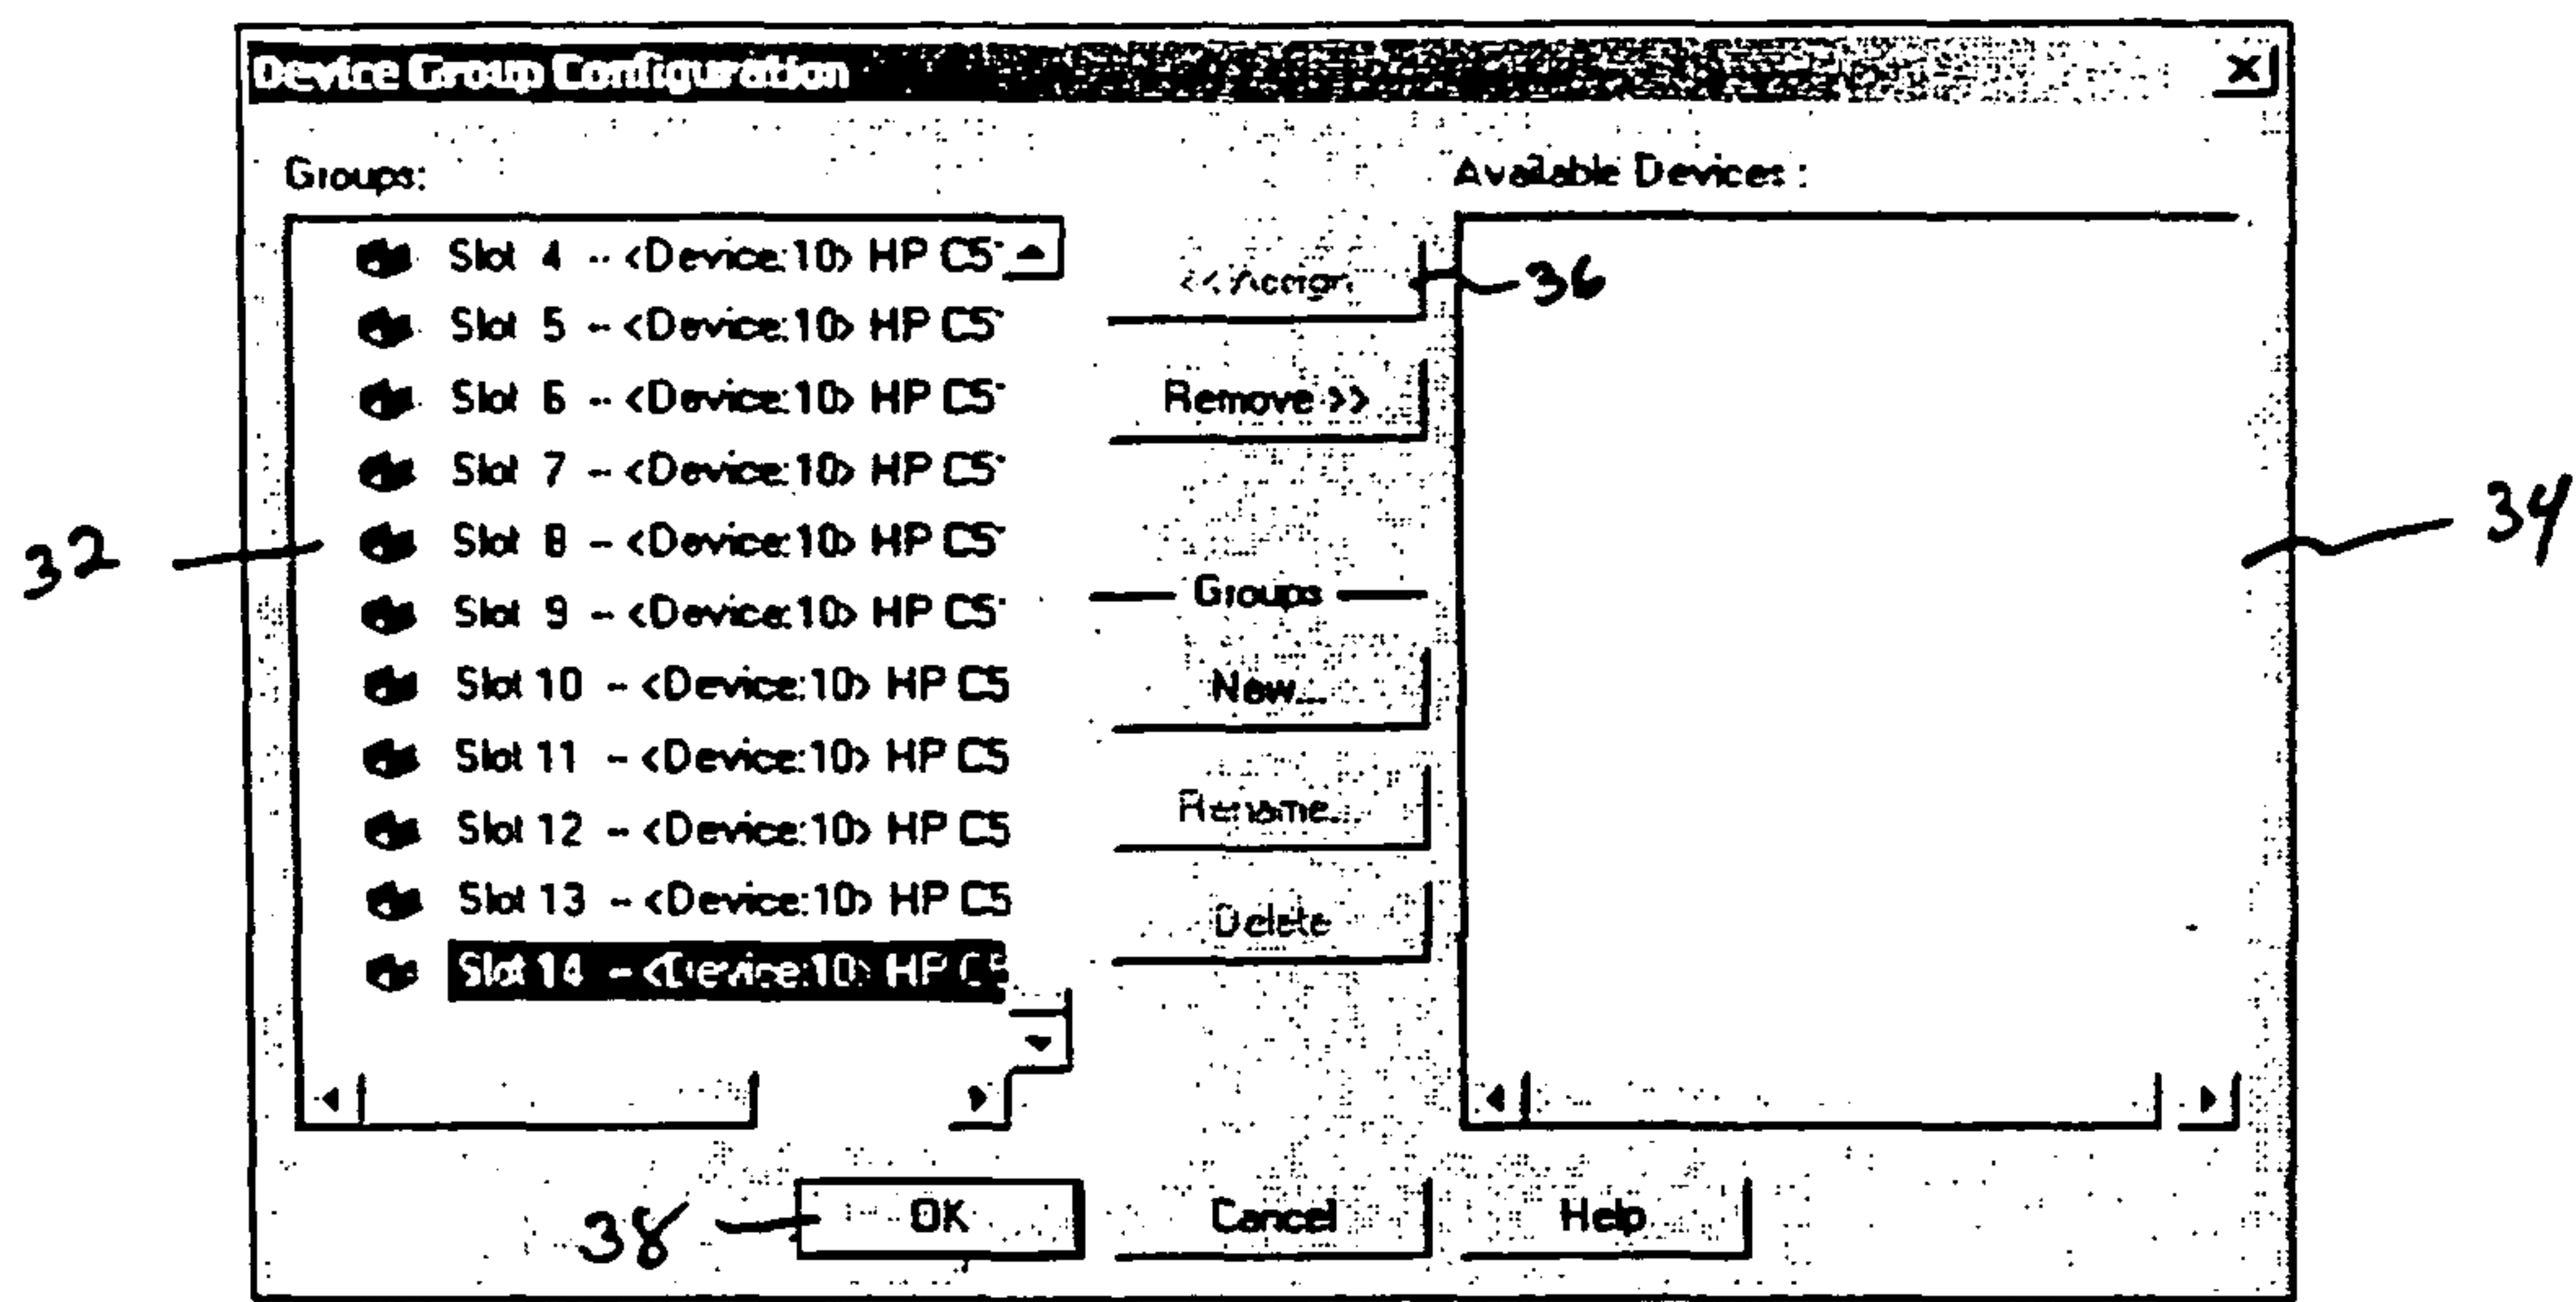 Device Group Configuration
Groups:
Available Devices :
Slot 4 -- <Device:10> HP C5
Slot 5 -- <Device:10> HP C5
Slot 6 -- <Device:10> HP C5
Slot 7 -- <Device:10> HP C5
Slot 8 -- <Device:10> HP C5
Slot 9 -- <Device:10> HP C5
Slot 10 -- <Device:10> HP C5
Slot 11 -- <Device:10> HP C5
Slot 12 -- <Device:10> HP C5
Slot 13 -- <Device:10> HP C5
Slot 14 -- <Device:10> HP C5
<< Assign
36
Remove >>
Groups
New...
Rename...
Delete
32
34
38
OK
Cancel
Help